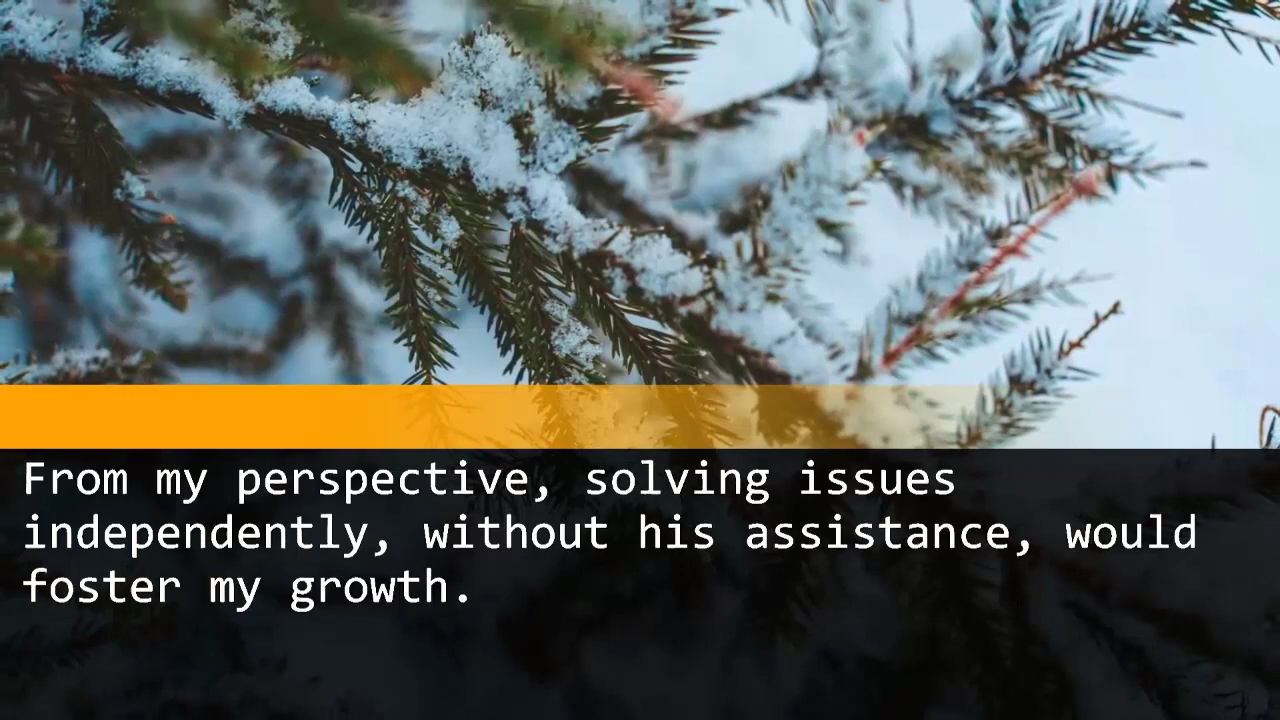 From my perspective, solving issues
independently, without his assistance, would
foster my growth.